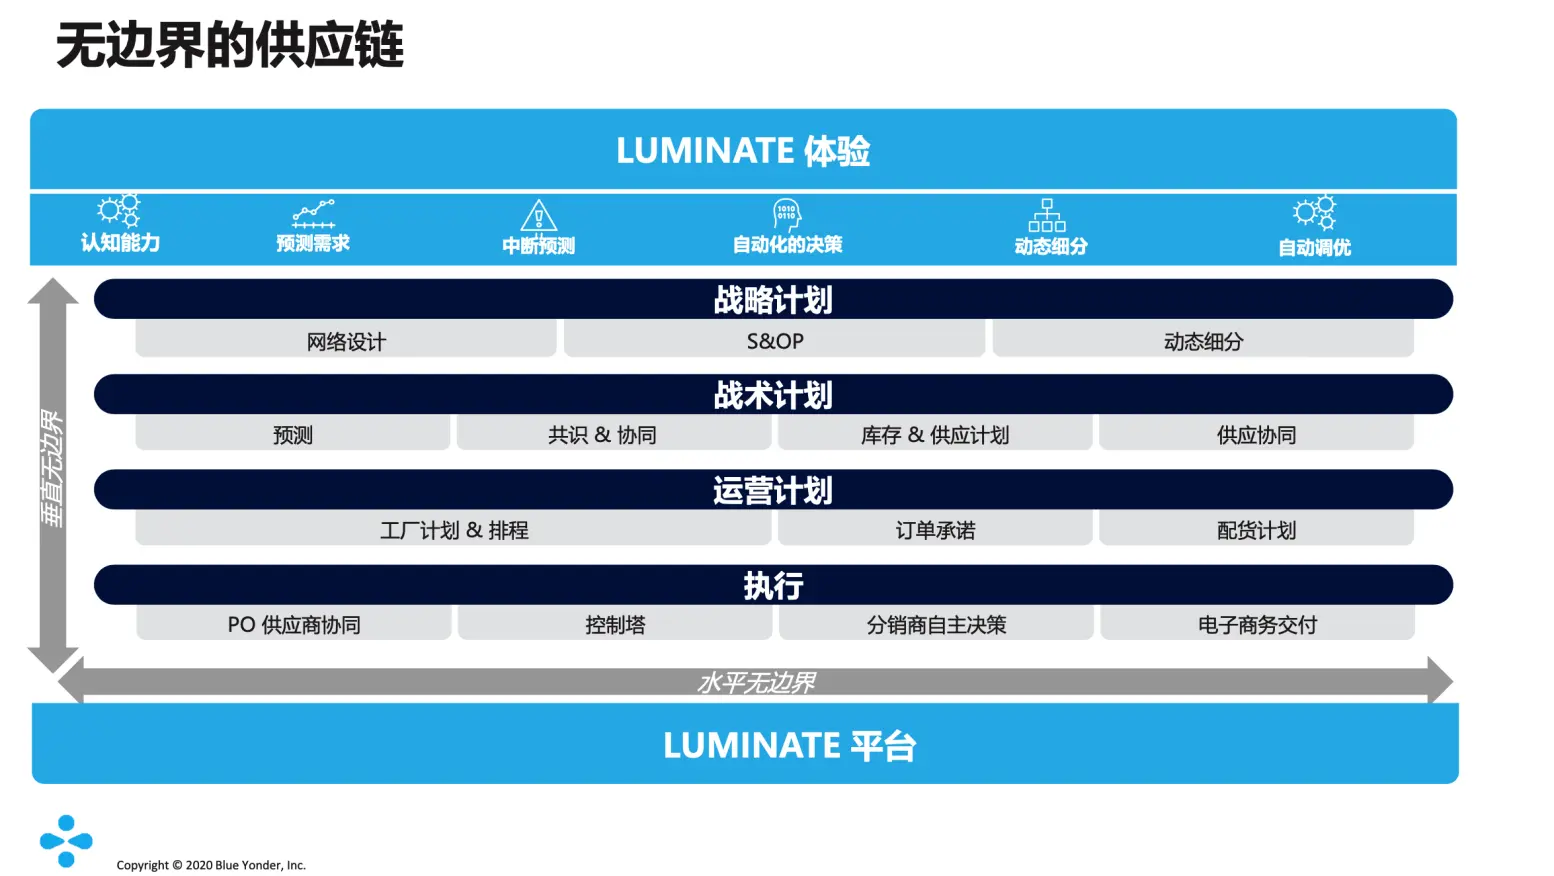 无边界的供应链
LUMINATE 体验
认知能力
预测需求
中断预测
1010
0110
自动化的决策
动态细分
自动调优
战略计划
网络设计
S&OP
动态细分
战术计划
预测
共识 & 协同
库存 & 供应计划
供应协同
运营计划
工厂计划 & 排程
订单承诺
配货计划
执行
PO 供应商协同
控制塔
分销商自主决策
电子商务交付
垂直无边界
水平无边界
LUMINATE 平台
Copyright © 2020 Blue Yonder, Inc.